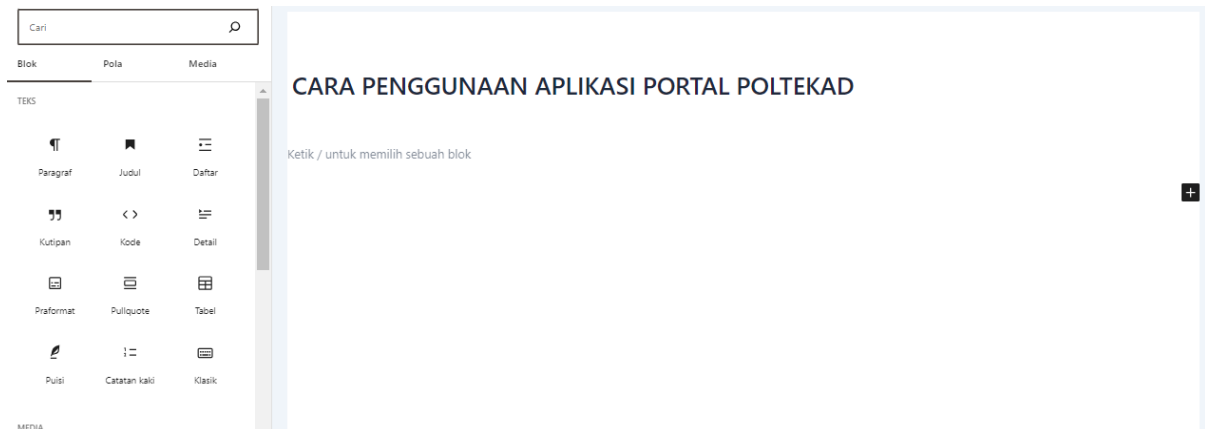 Cari
Blok Pola Media
TEKS
Paragraf Judul Daftar
Kutipan Kode Detail
Praformat Pullquote Tabel
Puisi Catatan kaki Klasik
MEDIA
CARA PENGGUNAAN APLIKASI PORTAL POLTEKAD
Ketik / untuk memilih sebuah blok